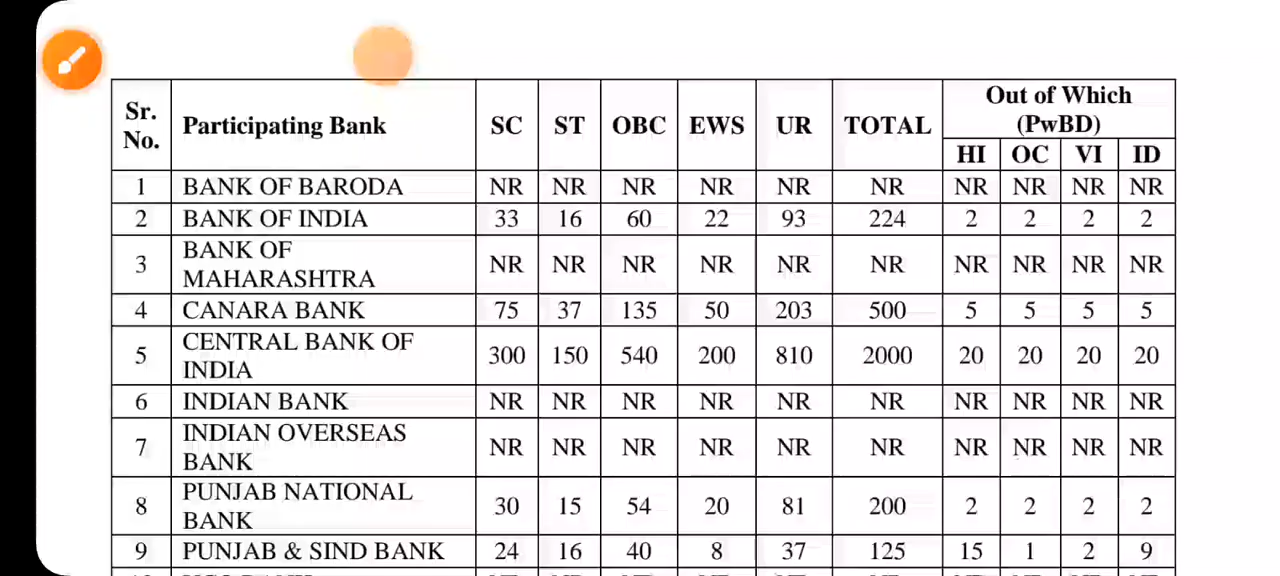 Sr. No. Participating Bank SC ST OBC EWS UR TOTAL Out of Which (PwBD)
HI OC VI ID
1 BANK OF BARODA NR NR NR NR NR NR NR NR NR NR
2 BANK OF INDIA 33 16 60 22 93 224 2 2 2 2
3 BANK OF MAHARASHTRA NR NR NR NR NR NR NR NR NR NR
4 CANARA BANK 75 37 135 50 203 500 5 5 5 5
5 CENTRAL BANK OF INDIA 300 150 540 200 810 2000 20 20 20 20
6 INDIAN BANK NR NR NR NR NR NR NR NR NR NR
7 INDIAN OVERSEAS BANK NR NR NR NR NR NR NR NR NR NR
8 PUNJAB NATIONAL BANK 30 15 54 20 81 200 2 2 2 2
9 PUNJAB & SIND BANK 24 16 40 8 37 125 15 1 2 9